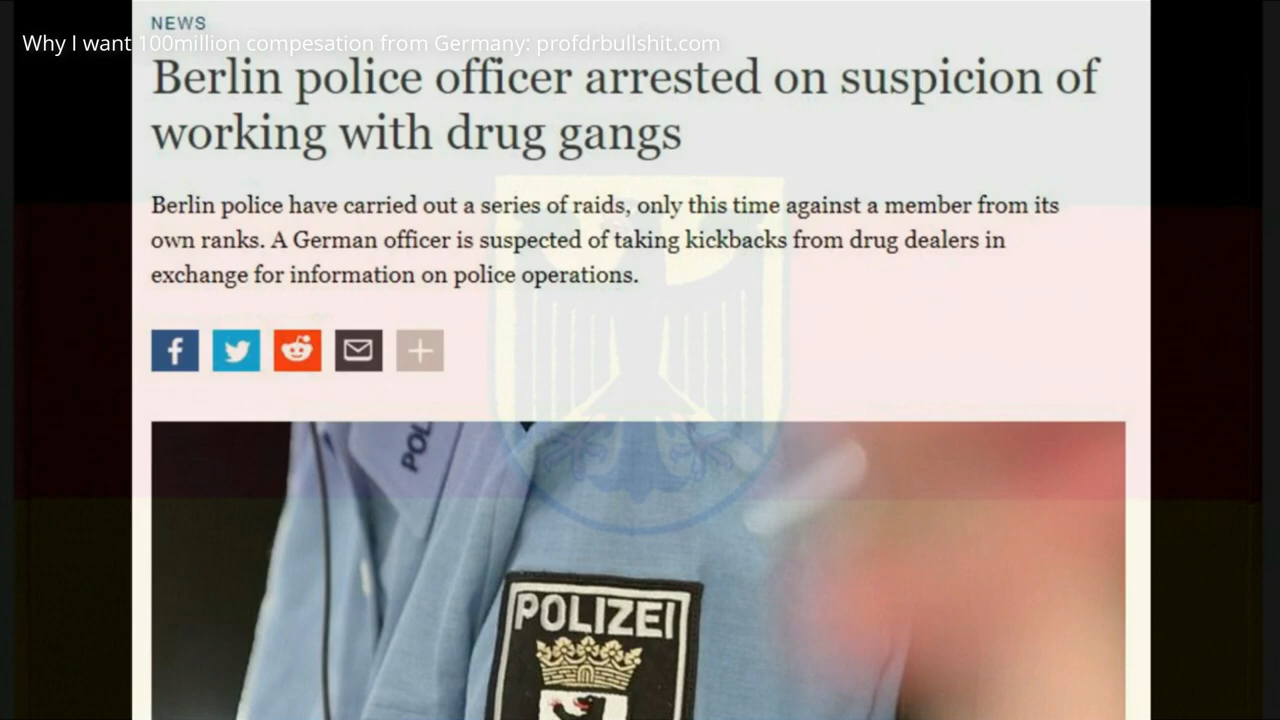 NEWS
Why I want 100million compesation from Germany: profdrbullshit.com
Berlin police officer arrested on suspicion of
working with drug gangs
Berlin police have carried out a series of raids, only this time against a member from its
own ranks. A German officer is suspected of taking kickbacks from drug dealers in
exchange for information on police operations.
POL
POLIZEI